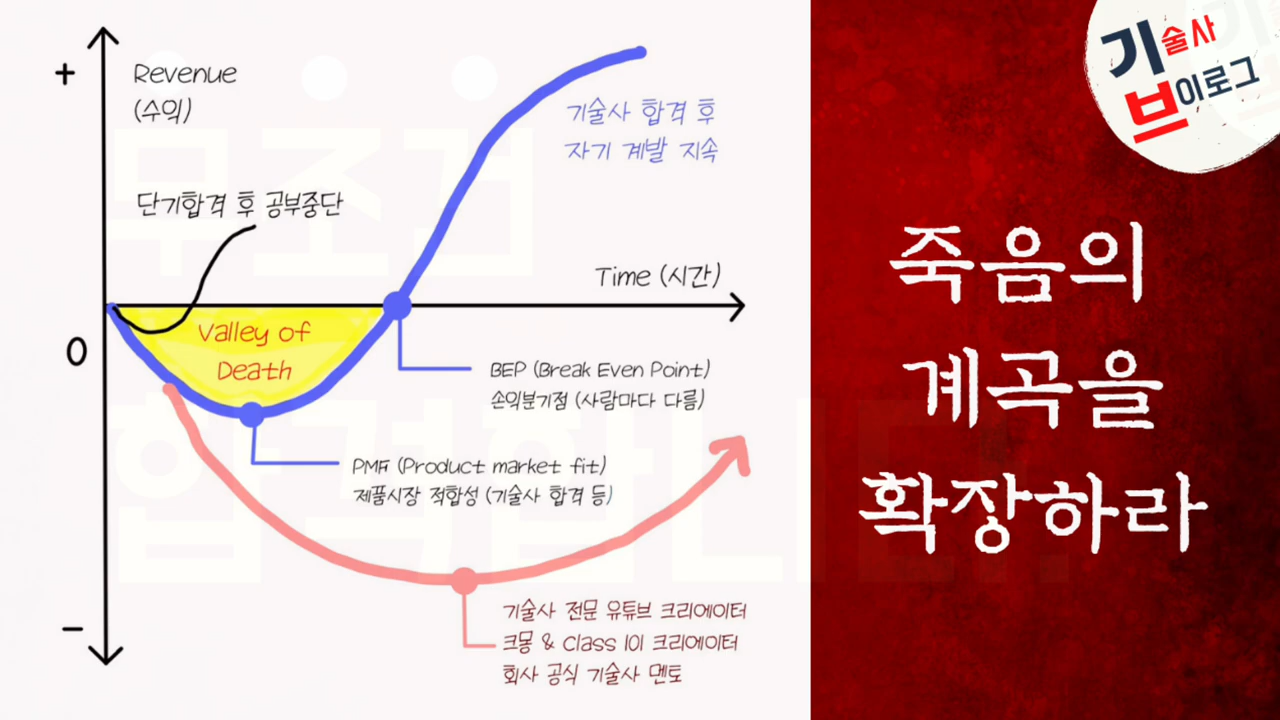 +
Revenue
(수익)
기술사 합격 후
자기 계발 지속
단기합격 후 공부중단
Time (시간)
0
Valley of
Death
BEP (Break Even Point)
손익분기점 (사람마다 다름)
PMF (Product market fit)
제품시장 적합성 (기술사 합격 등)
기술사 전문 유튜브 크리에이터
크몽 & Class 101 크리에이터
회사 공식 기술사 멘토
-
기술사
브이로그
죽음의
계곡을
확장하라